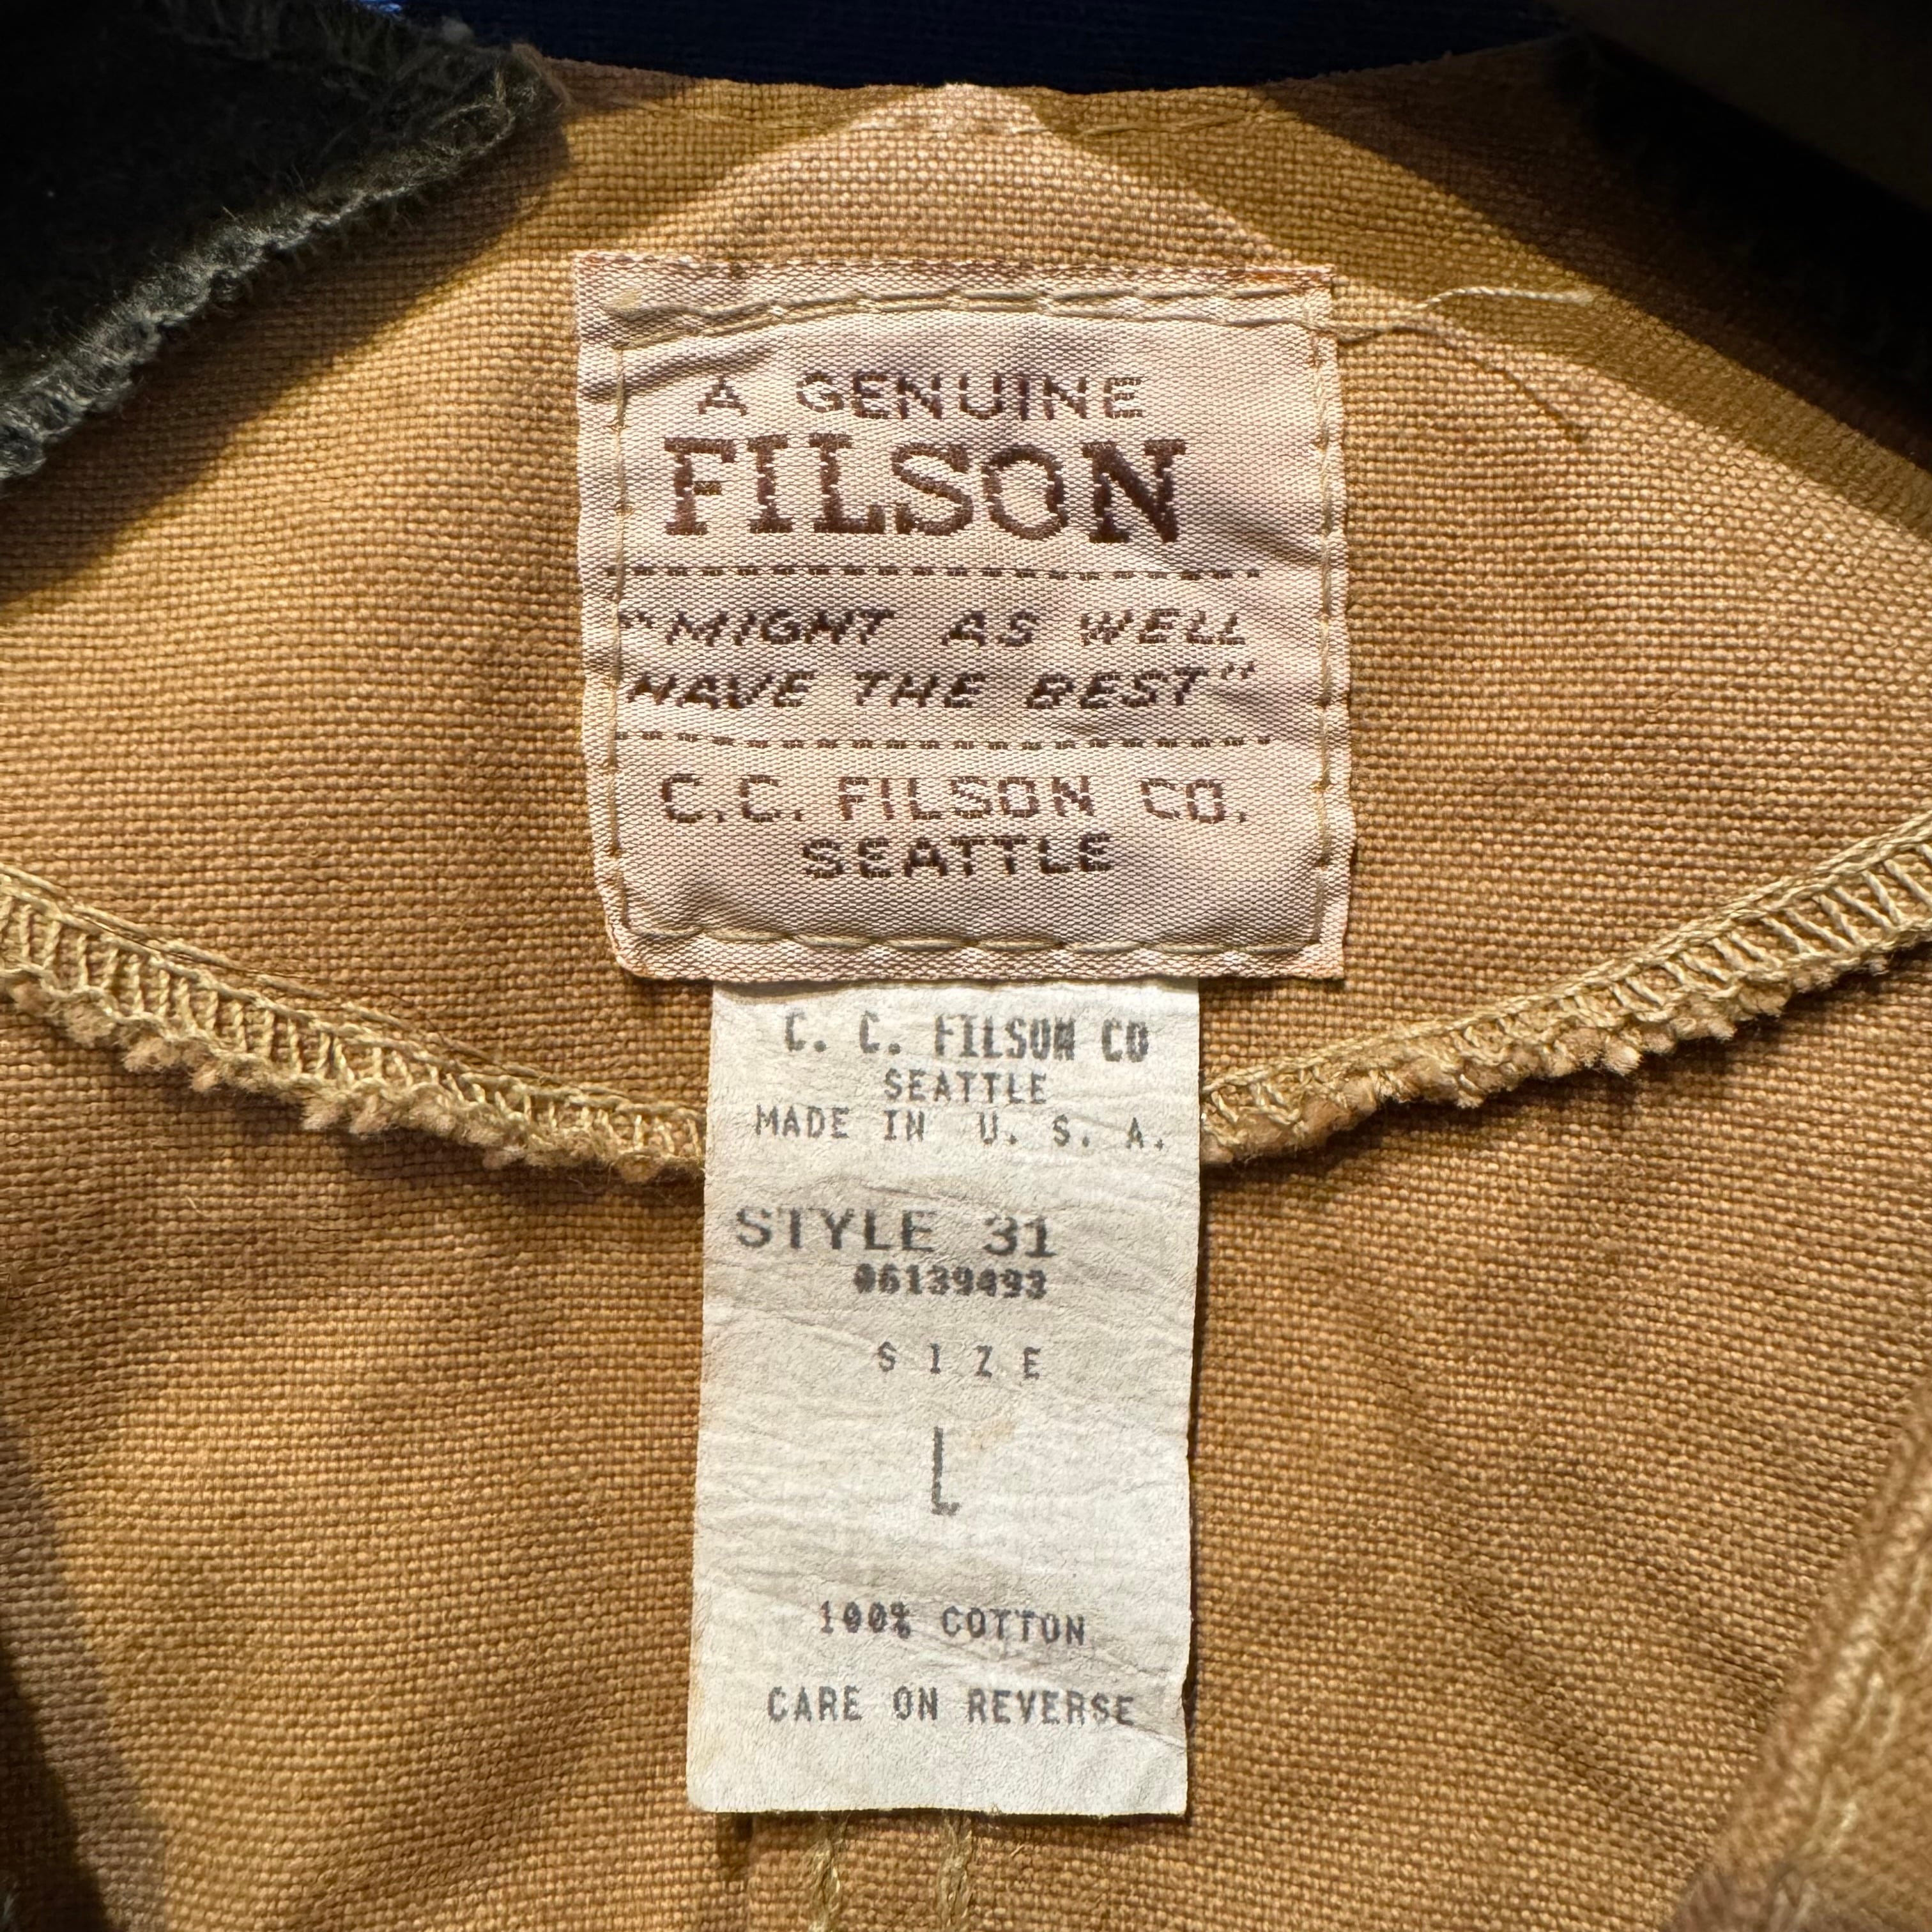 A GENUINE
FILSON
"MIGHT AS WELL
HAVE THE BEST"
C.C. FILSON CO.
SEATTLE
C. C. FILSON CO
SEATTLE
MADE IN U. S. A.
STYLE 31
06139493
SIZE
L
100% COTTON
CARE ON REVERSE